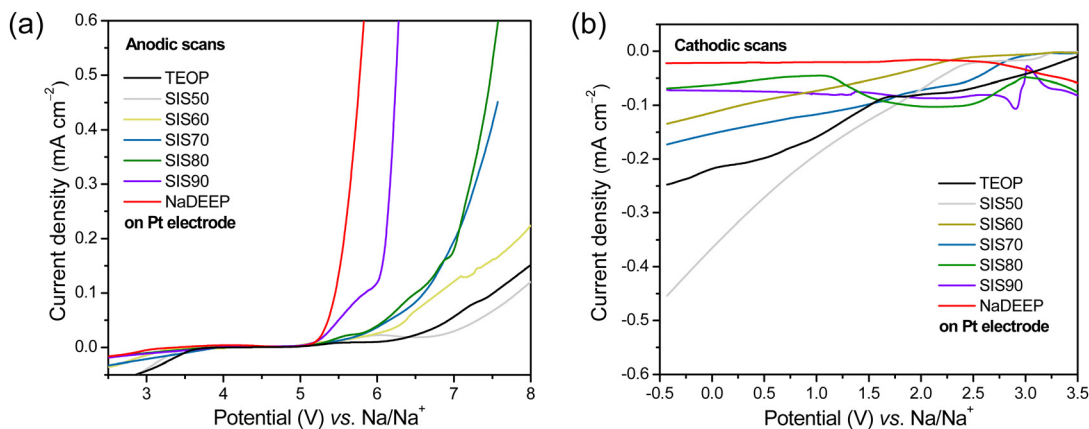 (a)
Anodic scans
TEOP
SIS50
SIS60
SIS70
SIS80
SIS90
NaDEEP
on Pt electrode
0.6
0.5
0.4
0.3
0.2
0.1
0.0
Current density (mA cm⁻²)
3 4 5 6 7 8
Potential (V) vs. Na/Na⁺
(b)
Cathodic scans
TEOP
SIS50
SIS60
SIS70
SIS80
SIS90
NaDEEP
on Pt electrode
0.0
-0.1
-0.2
-0.3
-0.4
-0.5
-0.6
Current density (mA cm⁻²)
-0.5 0.0 0.5 1.0 1.5 2.0 2.5 3.0 3.5
Potential (V) vs. Na/Na⁺